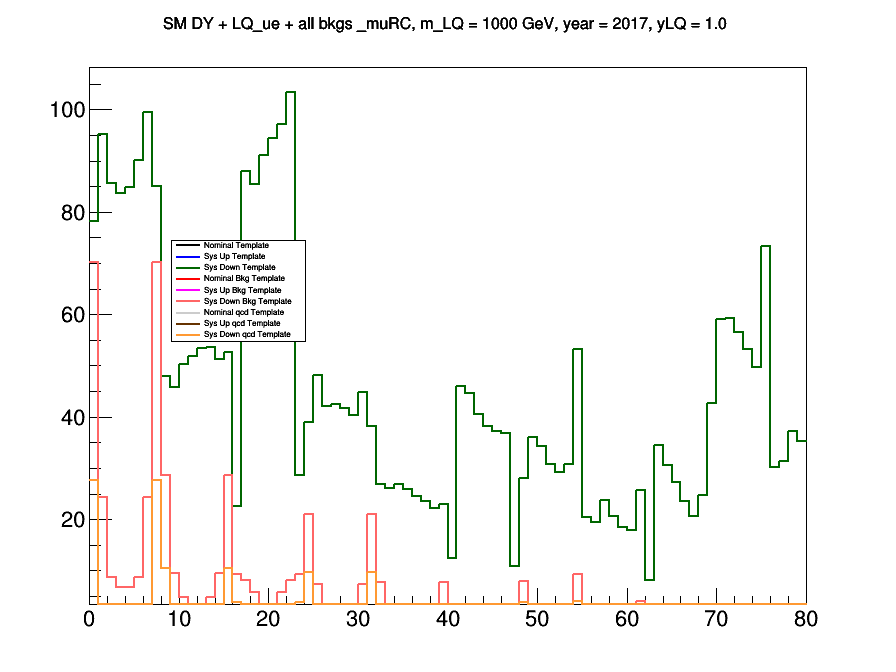 SM DY + LQ_ue + all bkgs _muRC, m_LQ = 1000 GeV, year = 2017, yLQ = 1.0
100
80
60
40
20
Nominal Template
Sys Up Template
Sys Down Template
Nominal Bkg Template
Sys Up Bkg Template
Sys Down Bkg Template
Nominal qcd Template
Sys Up qcd Template
Sys Down qcd Template
0 10 20 30 40 50 60 70 80